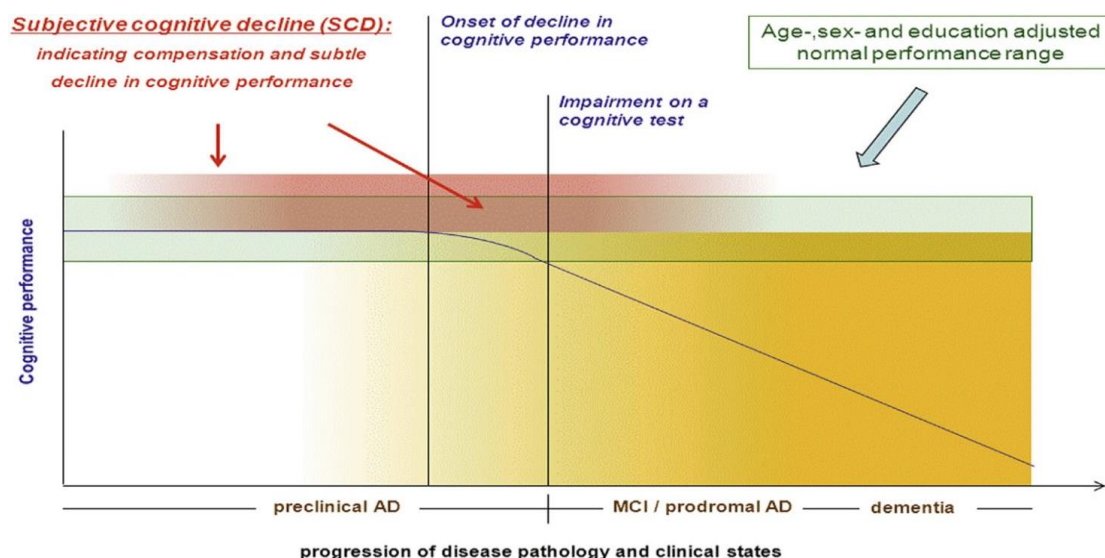 Subjective cognitive decline (SCD):
indicating compensation and subtle
decline in cognitive performance
Onset of decline in
cognitive performance
Impairment on a
cognitive test
Age-,sex- and education adjusted
normal performance range
Cognitive performance
preclinical AD
MCI / prodromal AD
dementia
progression of disease pathology and clinical states